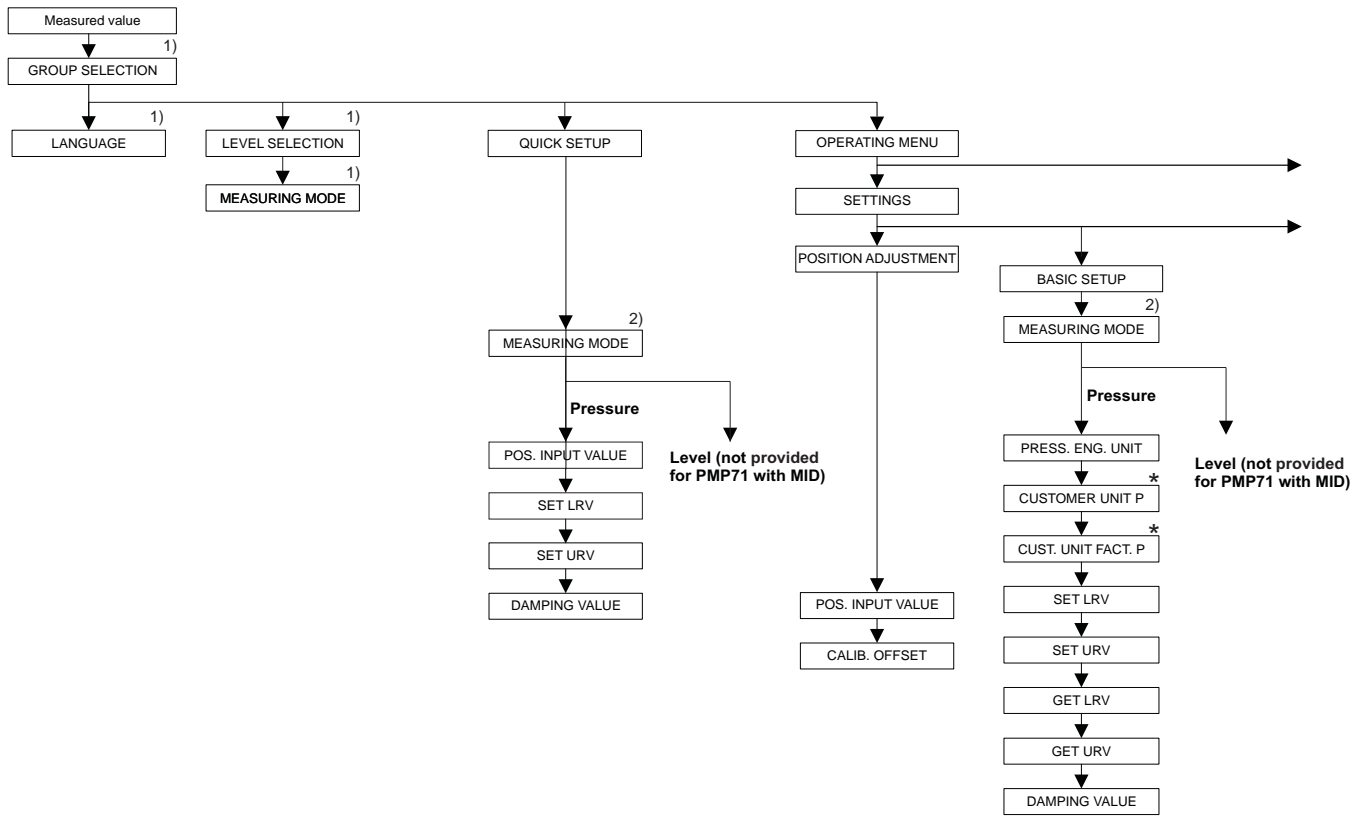 Measured value
1)
GROUP SELECTION
1)
LANGUAGE
1)
LEVEL SELECTION
1)
MEASURING MODE
QUICK SETUP
2)
MEASURING MODE
Pressure
POS. INPUT VALUE
SET LRV
SET URV
DAMPING VALUE
Level (not provided
for PMP71 with MID)
OPERATING MENU
SETTINGS
POSITION ADJUSTMENT
POS. INPUT VALUE
CALIB. OFFSET
BASIC SETUP
2)
MEASURING MODE
Pressure
PRESS. ENG. UNIT
*
CUSTOMER UNIT P
*
CUST. UNIT FACT. P
SET LRV
SET URV
GET LRV
GET URV
DAMPING VALUE
Level (not provided
for PMP71 with MID)